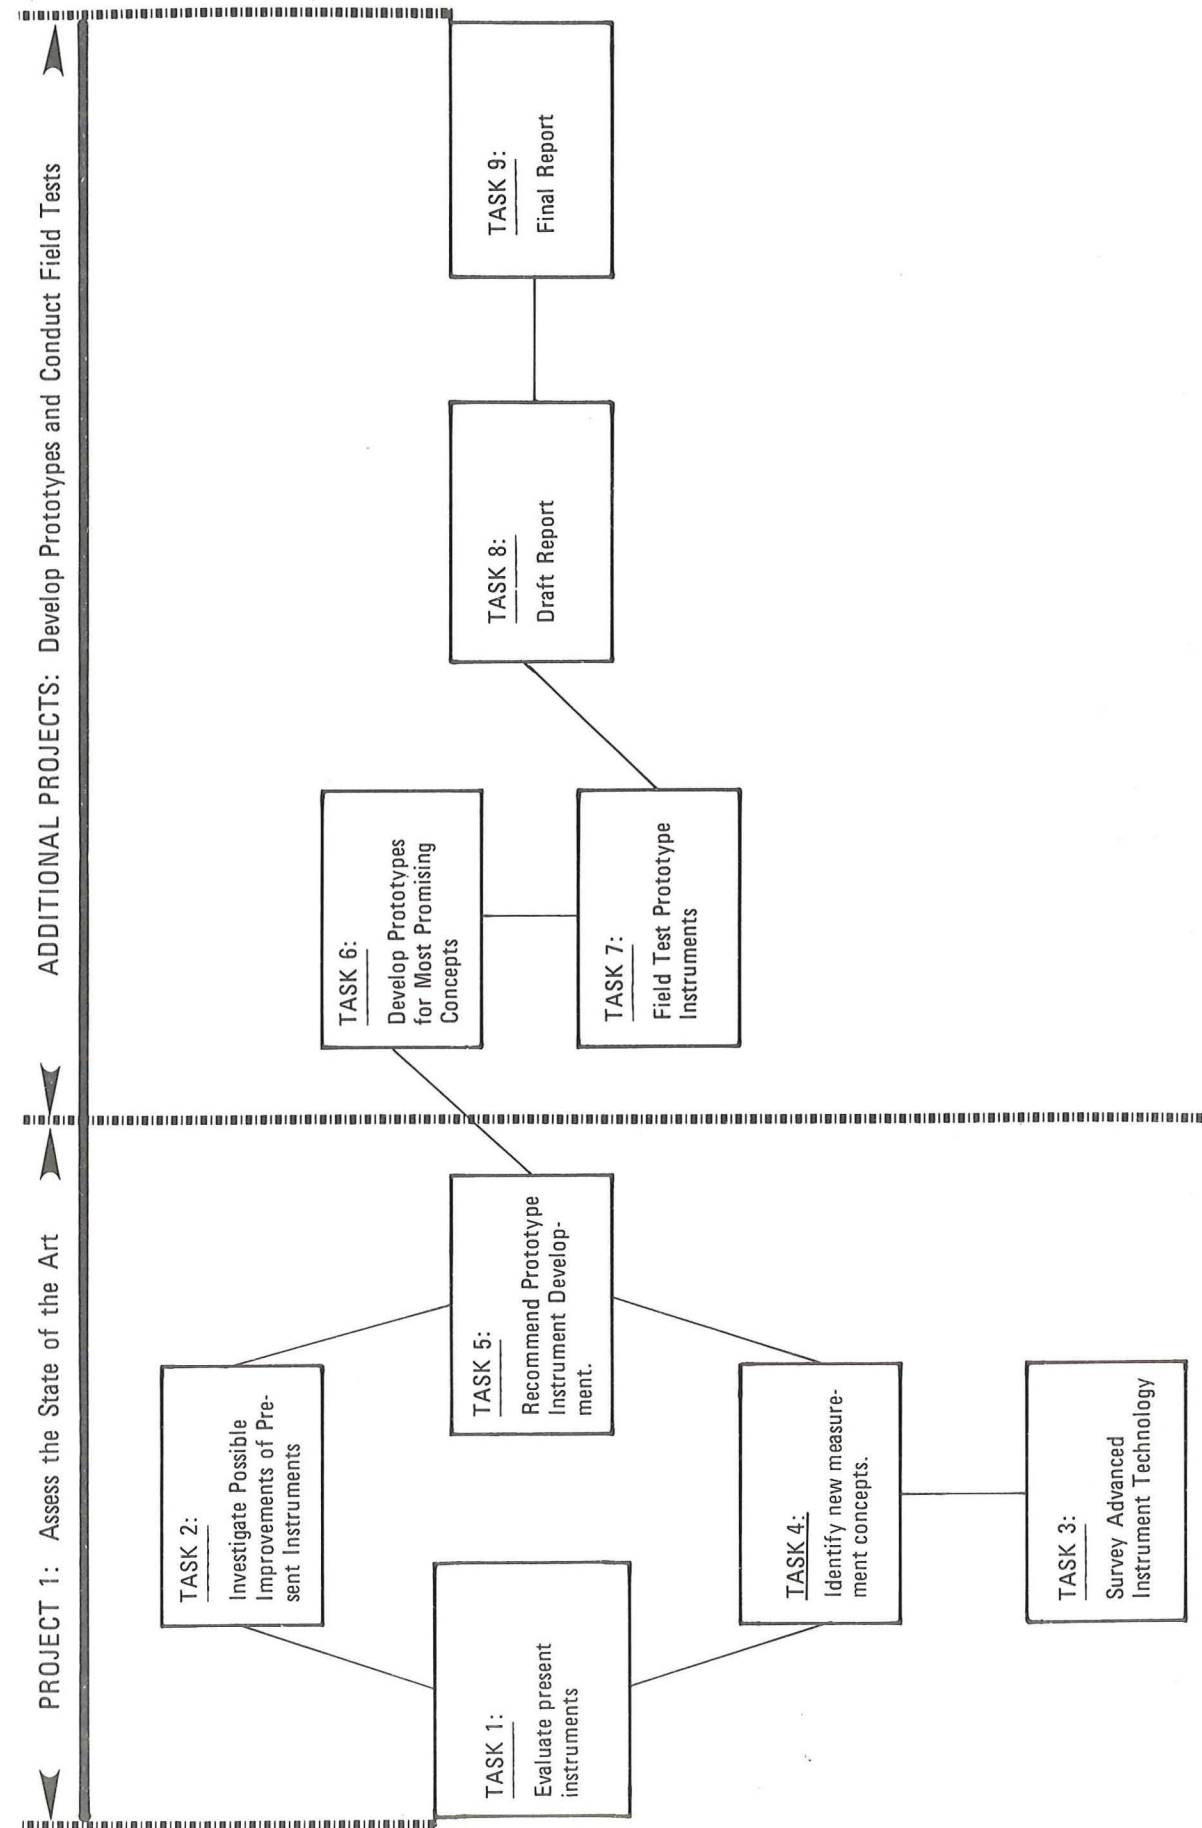 PROJECT 1: Assess the State of the Art
ADDITIONAL PROJECTS: Develop Prototypes and Conduct Field Tests
TASK 1:
Evaluate present
instruments
TASK 2:
Investigate Possible
Improvements of Pre-
sent Instruments
TASK 3:
Survey Advanced
Instrument Technology
TASK 4:
Identify new measure-
ment concepts.
TASK 5:
Recommend Prototype
Instrument Develop-
ment.
TASK 6:
Develop Prototypes
for Most Promising
Concepts
TASK 7:
Field Test Prototype
Instruments
TASK 8:
Draft Report
TASK 9:
Final Report